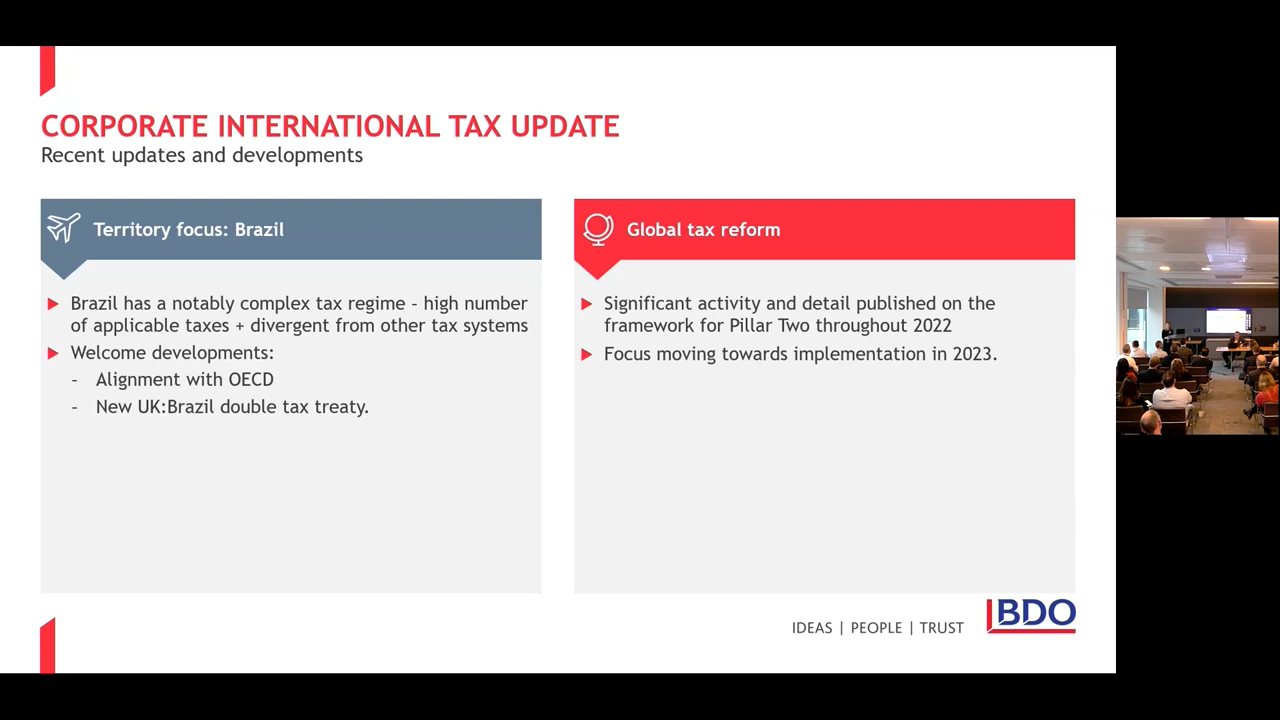 CORPORATE INTERNATIONAL TAX UPDATE
Recent updates and developments
Territory focus: Brazil
Brazil has a notably complex tax regime – high number
of applicable taxes + divergent from other tax systems
Welcome developments:
- Alignment with OECD
- New UK:Brazil double tax treaty.
Global tax reform
Significant activity and detail published on the
framework for Pillar Two throughout 2022
Focus moving towards implementation in 2023.
IDEAS | PEOPLE | TRUST
BDO